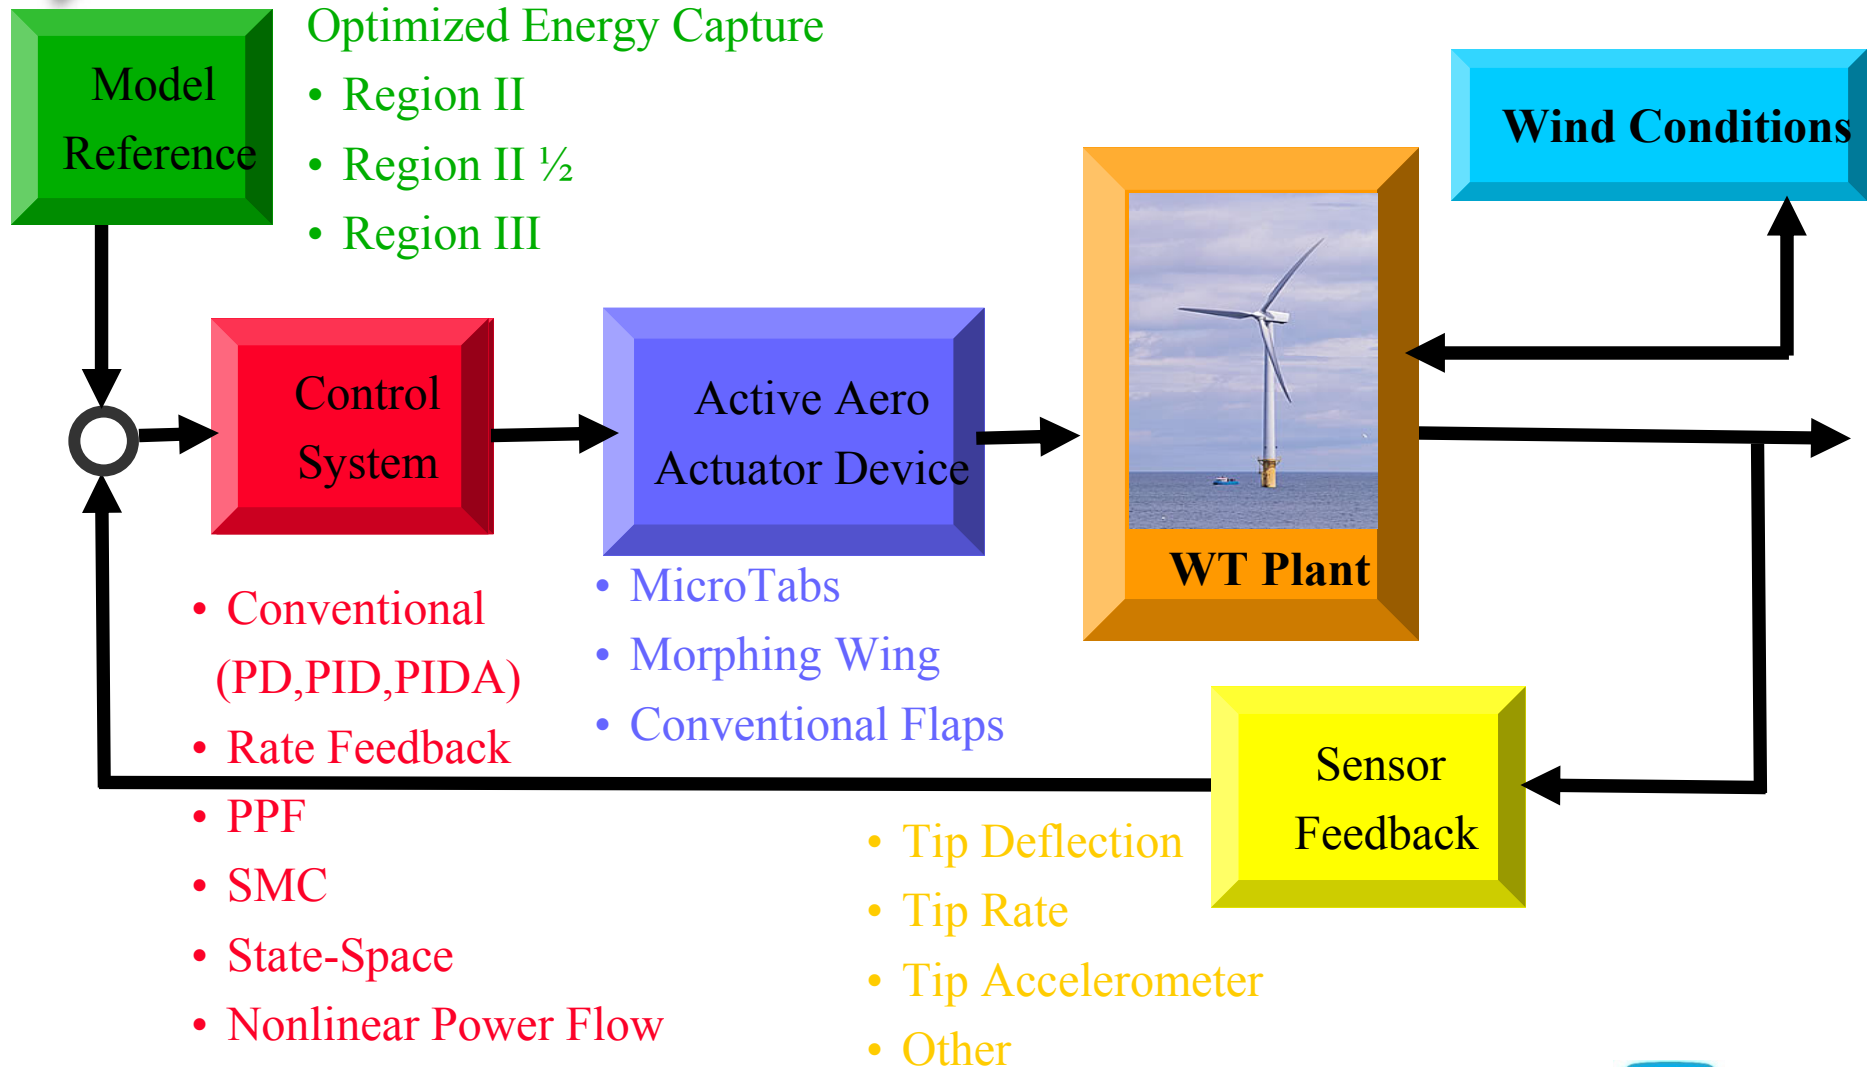 Model
Reference
Optimized Energy Capture
• Region II
• Region II ½
• Region III
Wind Conditions
Control
System
Active Aero
Actuator Device
WT Plant
• Conventional
(PD,PID,PIDA)
• Rate Feedback
• PPF
• SMC
• State-Space
• Nonlinear Power Flow
• MicroTabs
• Morphing Wing
• Conventional Flaps
Sensor
Feedback
• Tip Deflection
• Tip Rate
• Tip Accelerometer
• Other